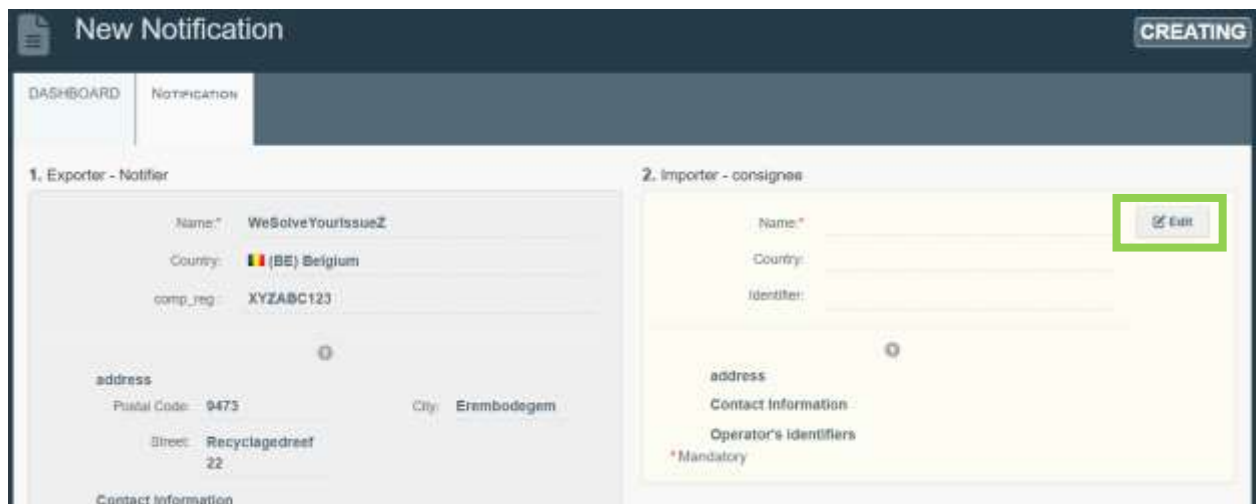 New Notification
CREATING
DASHBOARD
NOTIFICATION
1. Exporter - Notifier
Name:*
WeSolveYourIssueZ
Country:
(BE) Belgium
comp_reg:
XYZABC123
address
Postal Code:
9473
City:
Erembodegem
Street:
Recyclagedreef
22
Contact Information
2. Importer - consignee
Name:*
Edit
Country:
Identifier:
address
Contact Information
Operator's identifiers
*Mandatory